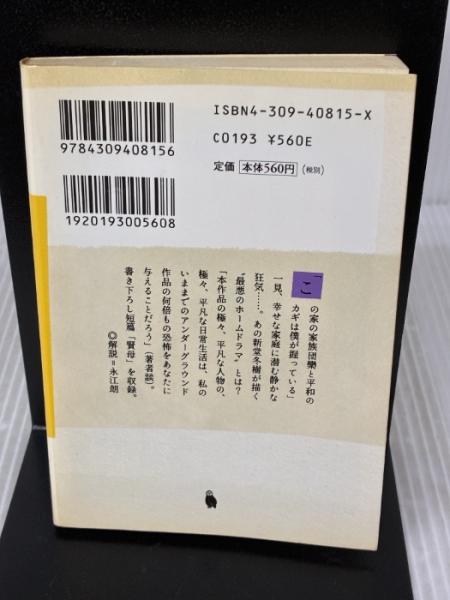 ISBN4-309-40815-X
C0193 ¥560E
定価 本体560円 (税別)
9784309408156
1920193005608
「この家の家族団欒と平和の
カギは僕が握っている」
一見、幸せな家庭に潜む静かな
狂気……。あの新堂冬樹が描く
"最悪のホームドラマ"とは?
「本作品の極々、平凡な人物の、
極々、平凡な日常生活は、私の
いままでのアンダーグラウンド
作品の何倍もの恐怖をあなたに
与えることだろう」(著者談)。
書き下ろし短篇「賢母」を収録。
◎解説=永江朗